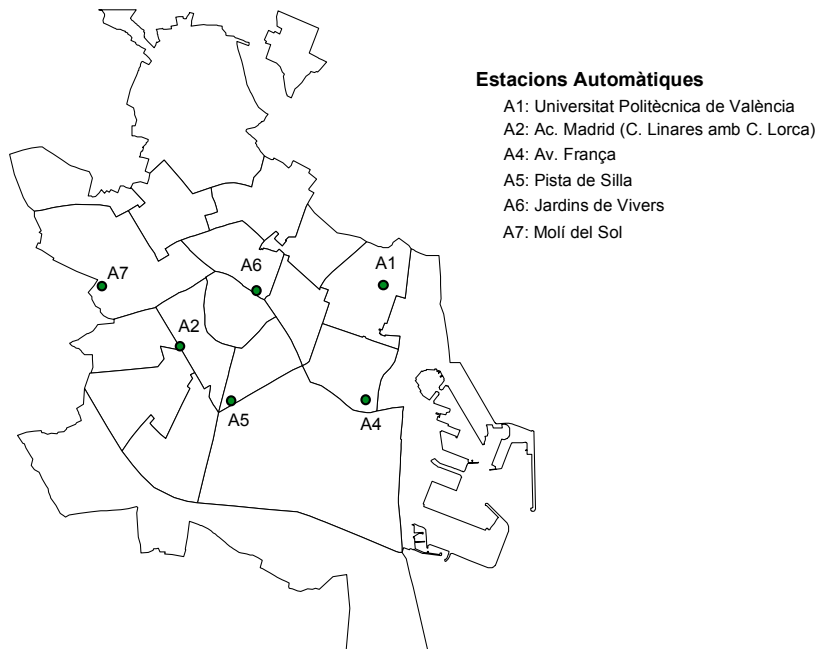 Estacions Automàtiques
A1: Universitat Politècnica de València
A2: Ac. Madrid (C. Linares amb C. Lorca)
A4: Av. França
A5: Pista de Silla
A6: Jardins de Vivers
A7: Molí del Sol
A7
A6
A1
A2
A5
A4